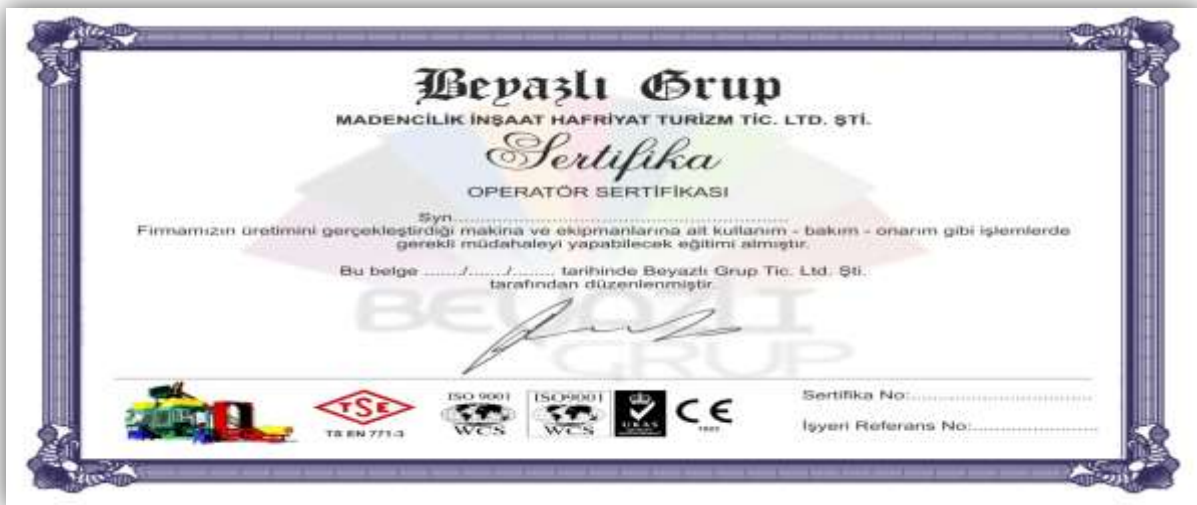 Beyazlı Grup
MADENCİLİK İNŞAAT HAFRİYAT TURİZM TİC. LTD. ŞTİ.
Sertifika
OPERATÖR SERTİFİKASI
Syn.................................................
Firmamızın üretimini gerçekleştirdiği makina ve ekipmanlarına ait kullanım - bakım - onarım gibi işlemlerde
gerekli müdahaleyi yapabilecek eğitimi almıştır.
Bu belge ......./......./........ tarihinde Beyazlı Grup Tic. Ltd. Şti.
tarafından düzenlenmiştir.
BEYAZLI
GRUP
TSE
TS EN 771-3
ISO 9001
WCS
ISO9001
WCS
UKAS
CE
Sertifika No:................................
İşyeri Referans No:......................